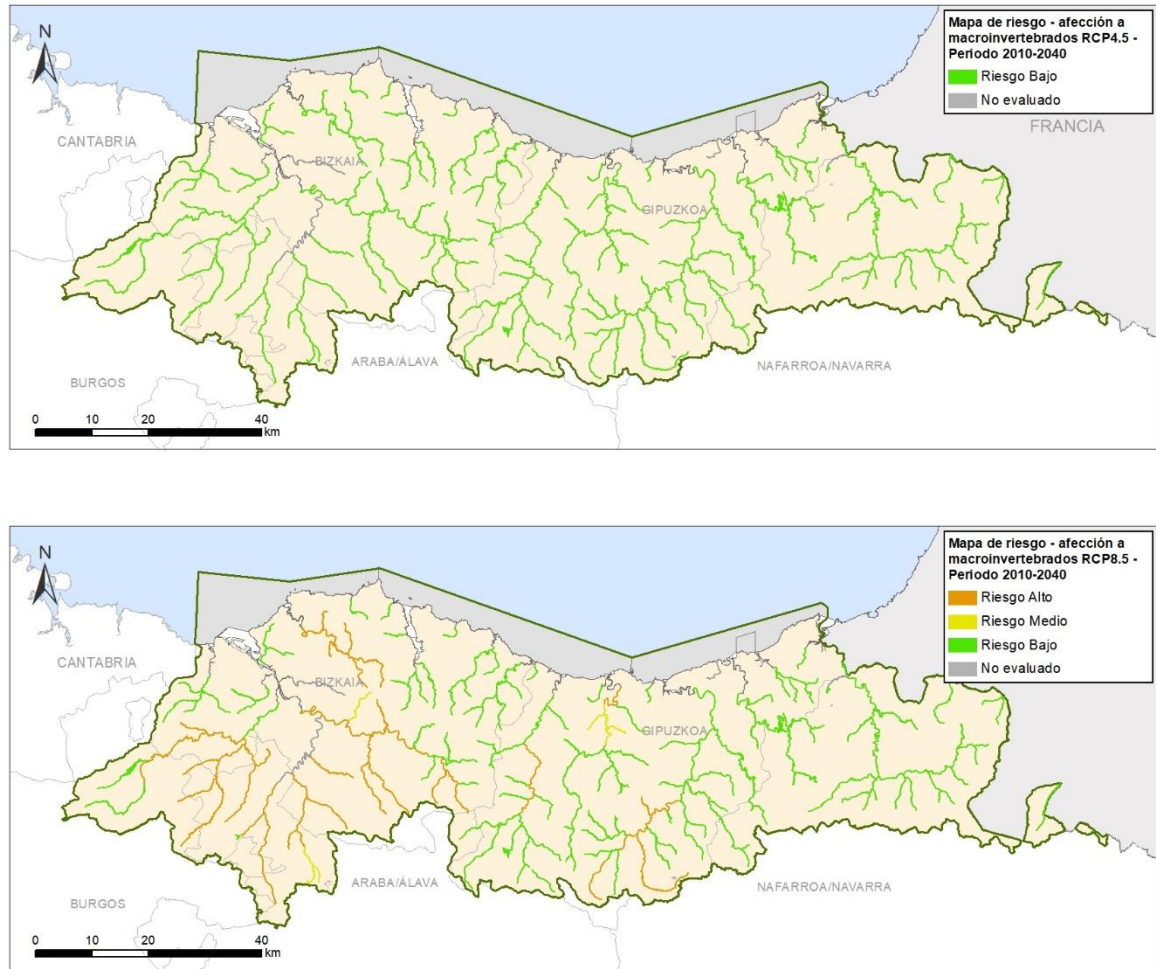 N
Mapa de riesgo - afección a
macroinvertebrados RCP4.5 -
Periodo 2010-2040
Riesgo Bajo
No evaluado
CANTABRIA
FRANCIA
BIZKAIA
GIPUZKOA
ARABA/ÁLAVA
NAFARROA/NAVARRA
BURGOS
0 10 20 40
km
N
Mapa de riesgo - afección a
macroinvertebrados RCP8.5 -
Periodo 2010-2040
Riesgo Alto
Riesgo Medio
Riesgo Bajo
No evaluado
CANTABRIA
BIZKAIA
GIPUZKOA
ARABA/ÁLAVA
NAFARROA/NAVARRA
BURGOS
0 10 20 40
km